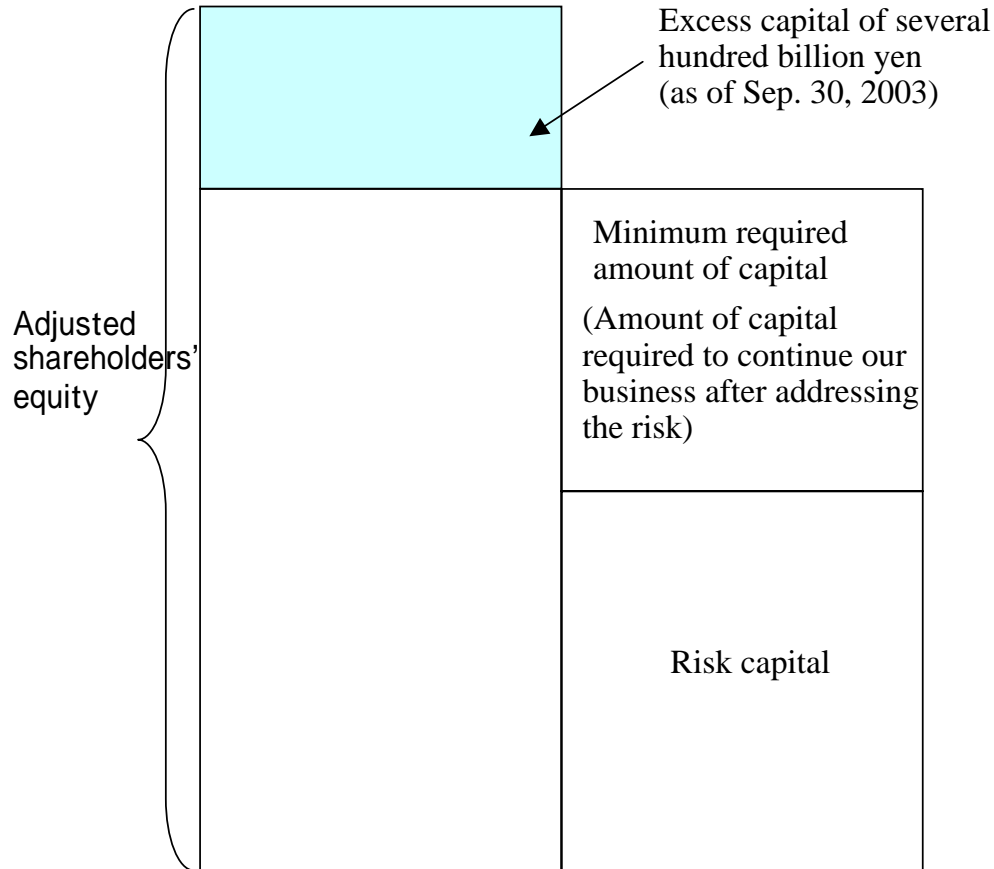 Excess capital of several
hundred billion yen
(as of Sep. 30, 2003)
Minimum required
amount of capital
(Amount of capital
required to continue our
business after addressing
the risk)
Adjusted
shareholders'
equity
Risk capital